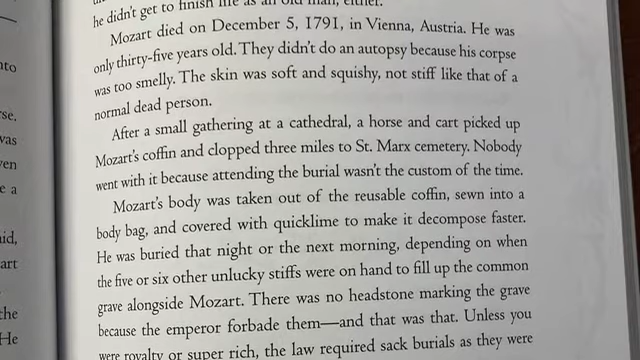 he didn't get to finish life as an old man, either.
Mozart died on December 5, 1791, in Vienna, Austria. He was
only thirty-five years old. They didn't do an autopsy because his corpse
was too smelly. The skin was soft and squishy, not stiff like that of a
normal dead person.
After a small gathering at a cathedral, a horse and cart picked up
Mozart's coffin and clopped three miles to St. Marx cemetery. Nobody
went with it because attending the burial wasn't the custom of the time.
Mozart's body was taken out of the reusable coffin, sewn into a
body bag, and covered with quicklime to make it decompose faster.
He was buried that night or the next morning, depending on when
the five or six other unlucky stiffs were on hand to fill up the common
grave alongside Mozart. There was no headstone marking the grave
because the emperor forbade them—and that was that. Unless you
were royalty or super rich, the law required sack burials as they were